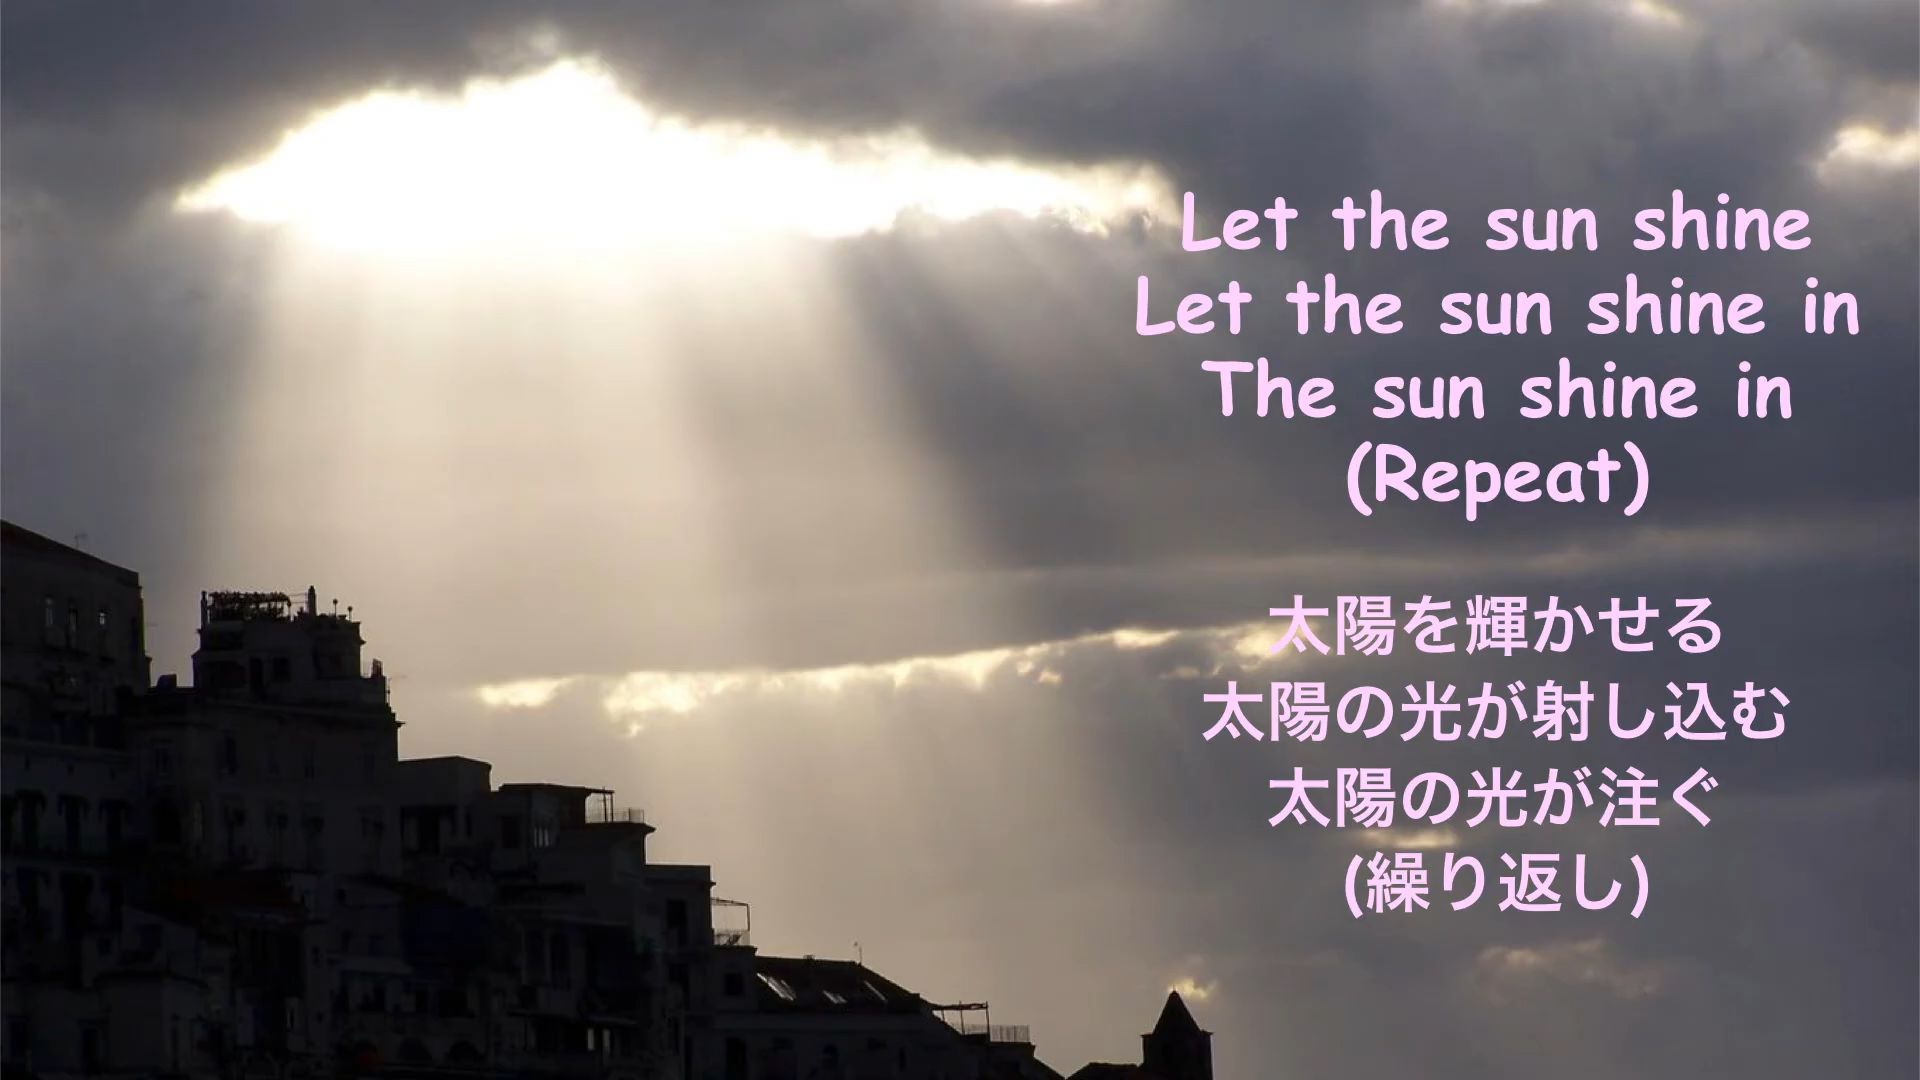 Let the sun shine
Let the sun shine in
The sun shine in
(Repeat)
太陽を輝かせる
太陽の光が射し込む
太陽の光が注ぐ
(繰り返し)